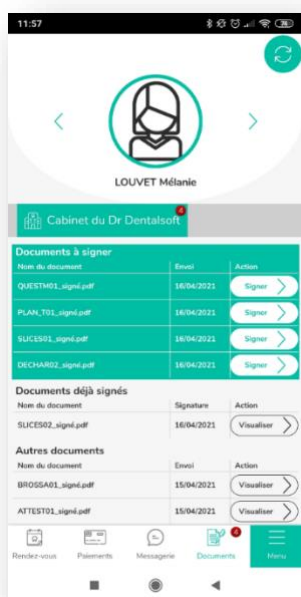 11:57
LOUVET Mélanie
Cabinet du Dr Dentalsoft 4
Documents à signer
Nom du document Envoi Action
QUESTM01_signé.pdf 16/04/2021 Signer
PLAN_T01_signé.pdf 16/04/2021 Signer
SLICES01_signé.pdf 16/04/2021 Signer
DECHAR02_signé.pdf 16/04/2021 Signer
Documents déjà signés
Nom du document Signature Action
SLICES02_signé.pdf 16/04/2021 Visualiser
Autres documents
Nom du document Envoi Action
BROSSA01_signé.pdf 15/04/2021 Visualiser
ATTEST01_signé.pdf 15/04/2021 Visualiser
4
Rendez-vous Paiements Messagerie Documents Menu